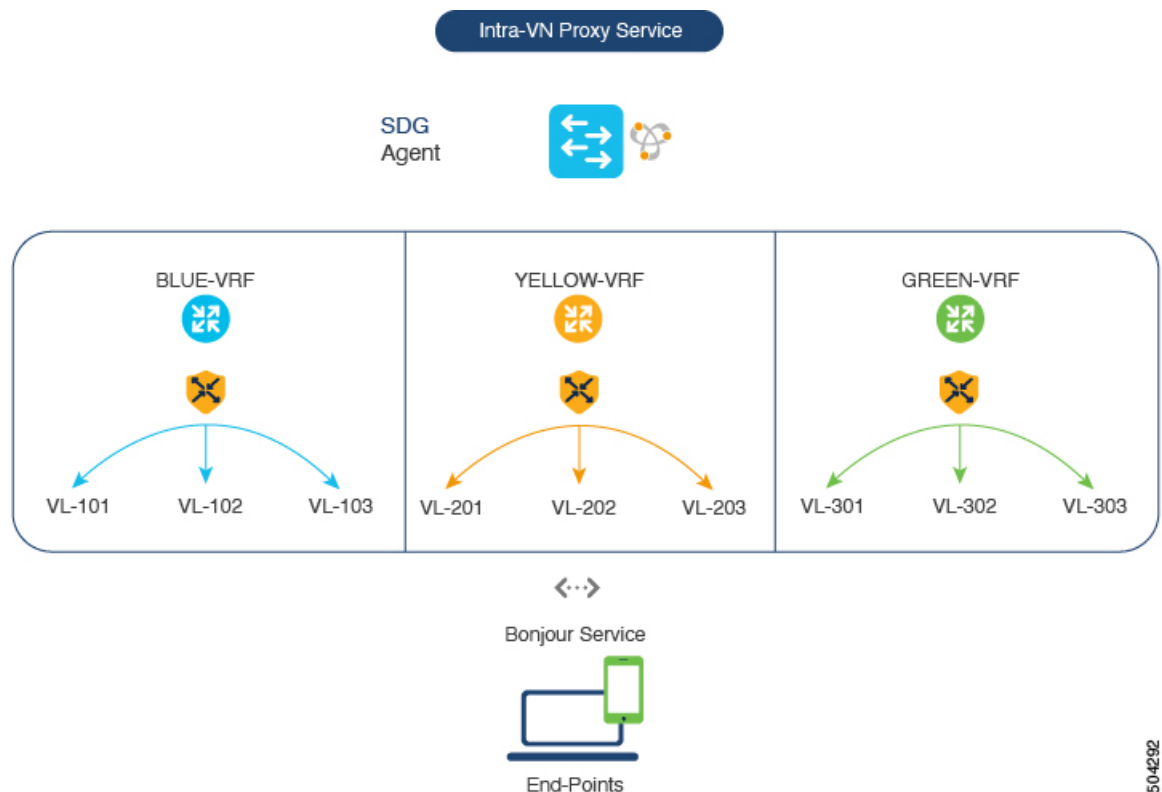 Intra-VN Proxy Service
SDG
Agent
BLUE-VRF
YELLOW-VRF
GREEN-VRF
VL-101
VL-102
VL-103
VL-201
VL-202
VL-203
VL-301
VL-302
VL-303
Bonjour Service
End-Points
504292